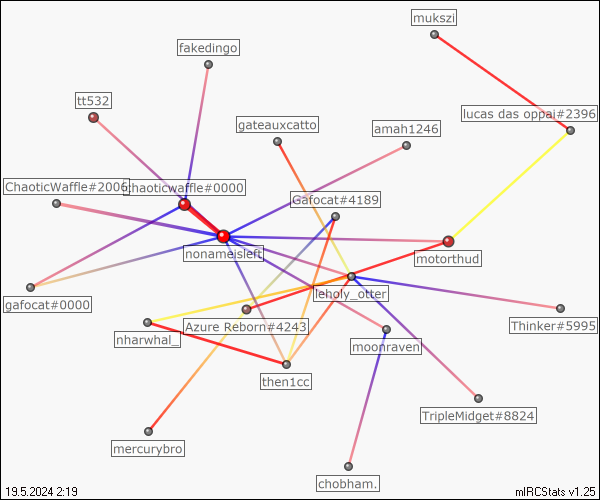 mukszi
fakedingo
tt532
lucas das oppai#2396
gateauxcatto
amah1246
ChaoticWaffle#2006
chaoticwaffle#0000
Gafocat#4189
nonameisleft
motorthud
leholy_otter
gafocat#0000
Azure Reborn#4243
Thinker#5995
nharwhal_
moonraven
then1cc
TripleMidget#8824
mercurybro
chobham.
19.5.2024 2:19
mIRCStats v1.25